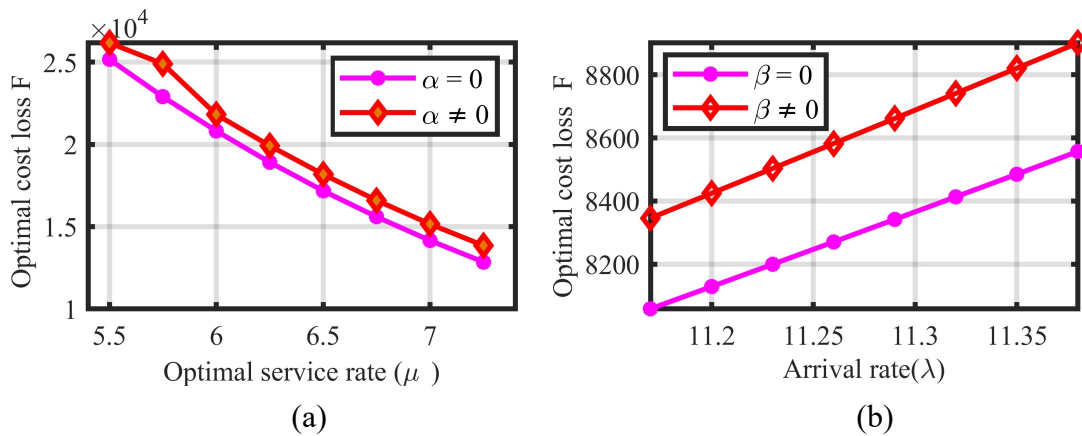 ×10⁴
2.5
2
1.5
1
5.5 6 6.5 7
Optimal cost loss F
Optimal service rate (μ )
α = 0
α ≠ 0
(a)
8800
8600
8400
8200
11.2 11.25 11.3 11.35
Optimal cost loss F
Arrival rate(λ)
β = 0
β ≠ 0
(b)